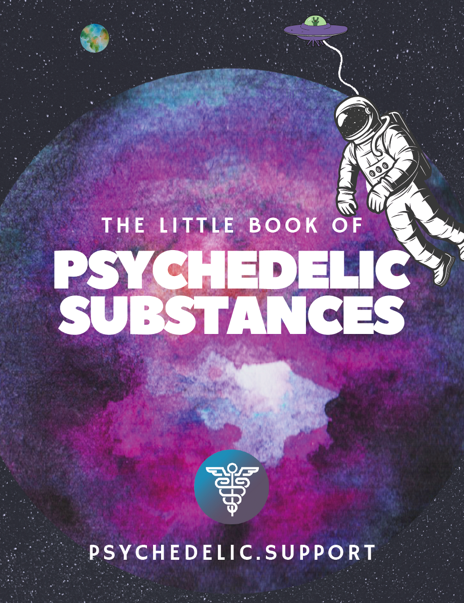 THE LITTLE BOOK OF
PSYCHEDELIC
SUBSTANCES
PSYCHEDELIC.SUPPORT